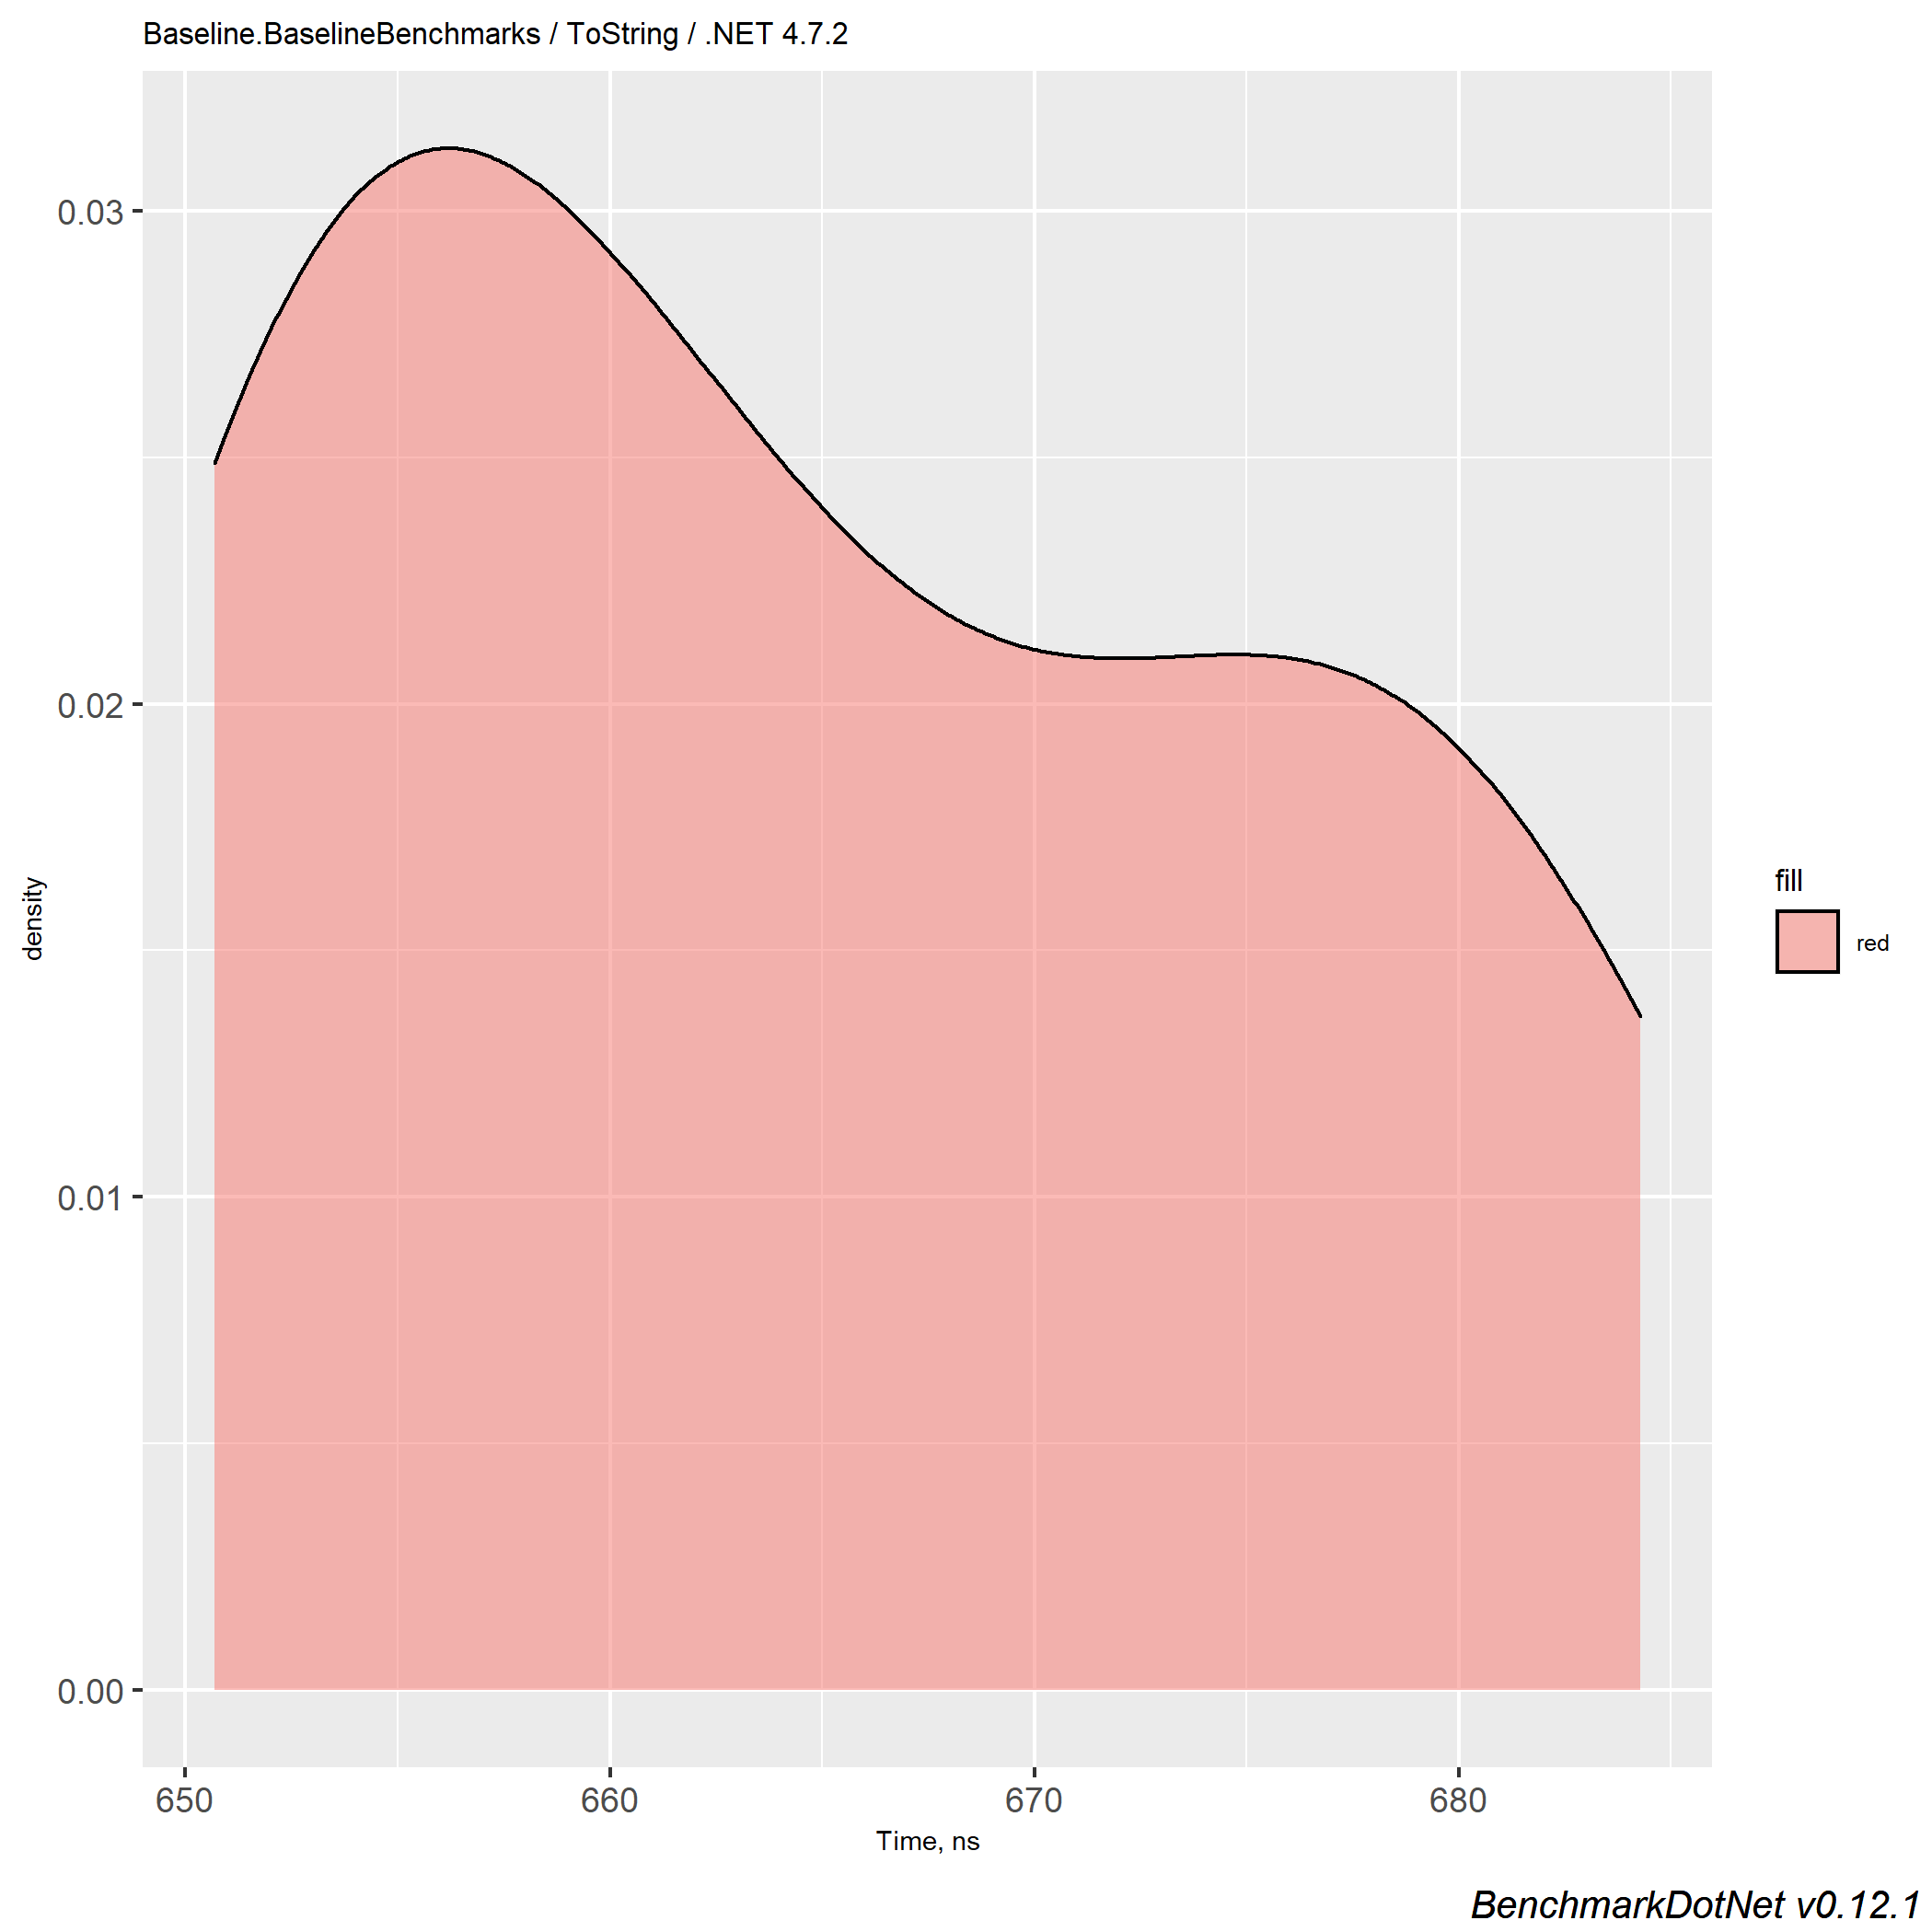 Baseline.BaselineBenchmarks / ToString / .NET 4.7.2
0.03
0.02
0.01
0.00
density
650 660 670 680
Time, ns
fill
red
BenchmarkDotNet v0.12.1